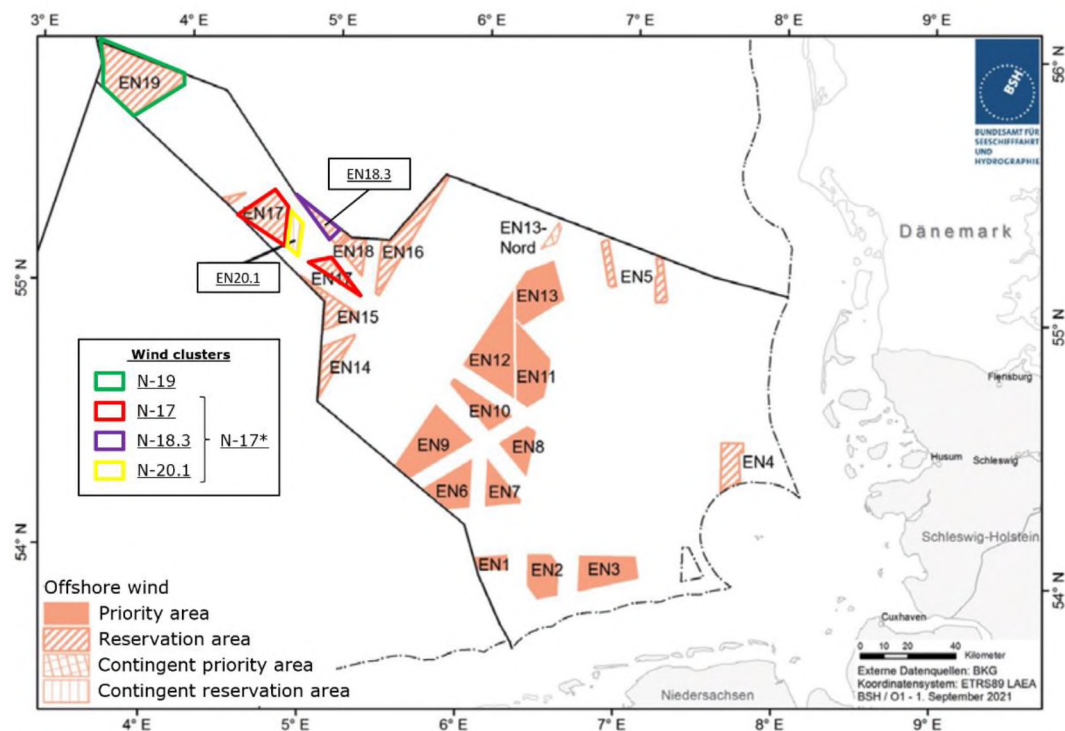 3° E 4° E 5° E 6° E 7° E 8° E 9° E
56° N
BSH
BUNDESAMT FÜR
SEESCHIFFFAHRT
UND
HYDROGRAPHIE
EN19
EN18.3
EN17
EN13-
Nord
Dänemark
EN18
EN16
EN20.1
EN5
55° N
EN17
EN13
EN15
55° N
Wind clusters
N-19
N-17
N-18.3
N-17*
N-20.1
EN14
EN12
EN11
Flensburg
EN10
EN9
EN8
EN4
Husum
Schleswig
EN6
EN7
54° N
Schleswig-Holstein
EN1
EN2
EN3
54° N
Offshore wind
Priority area
Reservation area
Contingent priority area
Contingent reservation area
Cuxhaven
0 10 20 40
Kilometer
Externe Datenquellen: BKG
Koordinatensystem: ETRS89 LAEA
BSH / O1 - 1. September 2021
Niedersachsen
3° E 4° E 5° E 6° E 7° E 8° E 9° E